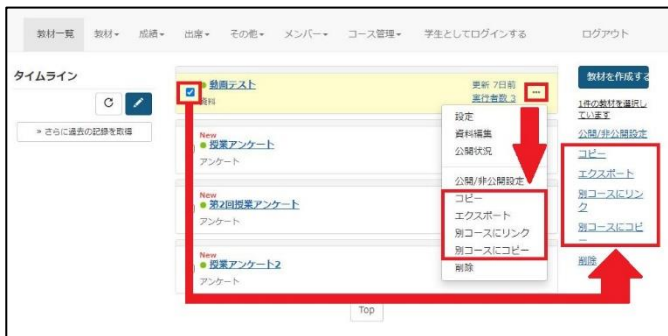 教材一覧 教材▾ 成績▾ 出席▾ その他▾ メンバー▾ コース管理▾ 学生としてログインする ログアウト
タイムライン
» さらに過去の記録を取得
動画テスト
資料
更新 7日前
実行者数 3
New
授業アンケート
アンケート
New
第2回授業アンケート
アンケート
New
授業アンケート2
アンケート
設定
資料編集
公開状況
公開/非公開設定
コピー
エクスポート
別コースにリンク
別コースにコピー
削除
Top
教材を作成する
1件の教材を選択し
ています
公開/非公開設定
コピー
エクスポート
別コースにリン
ク
別コースにコピ
ー
削除